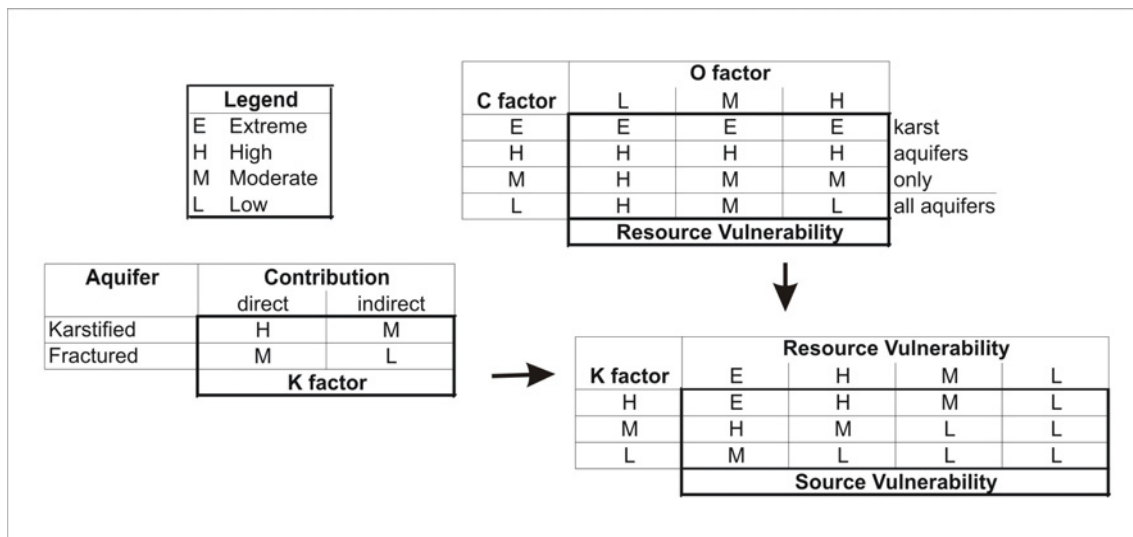 Legend
E Extreme
H High
M Moderate
L Low
O factor
C factor L M H
E E E E karst
H H H H aquifers
M H M M only
L H M L all aquifers
Resource Vulnerability
Aquifer Contribution
direct indirect
Karstified H M
Fractured M L
K factor
Resource Vulnerability
K factor E H M L
H E H M L
M H M L L
L M L L L
Source Vulnerability